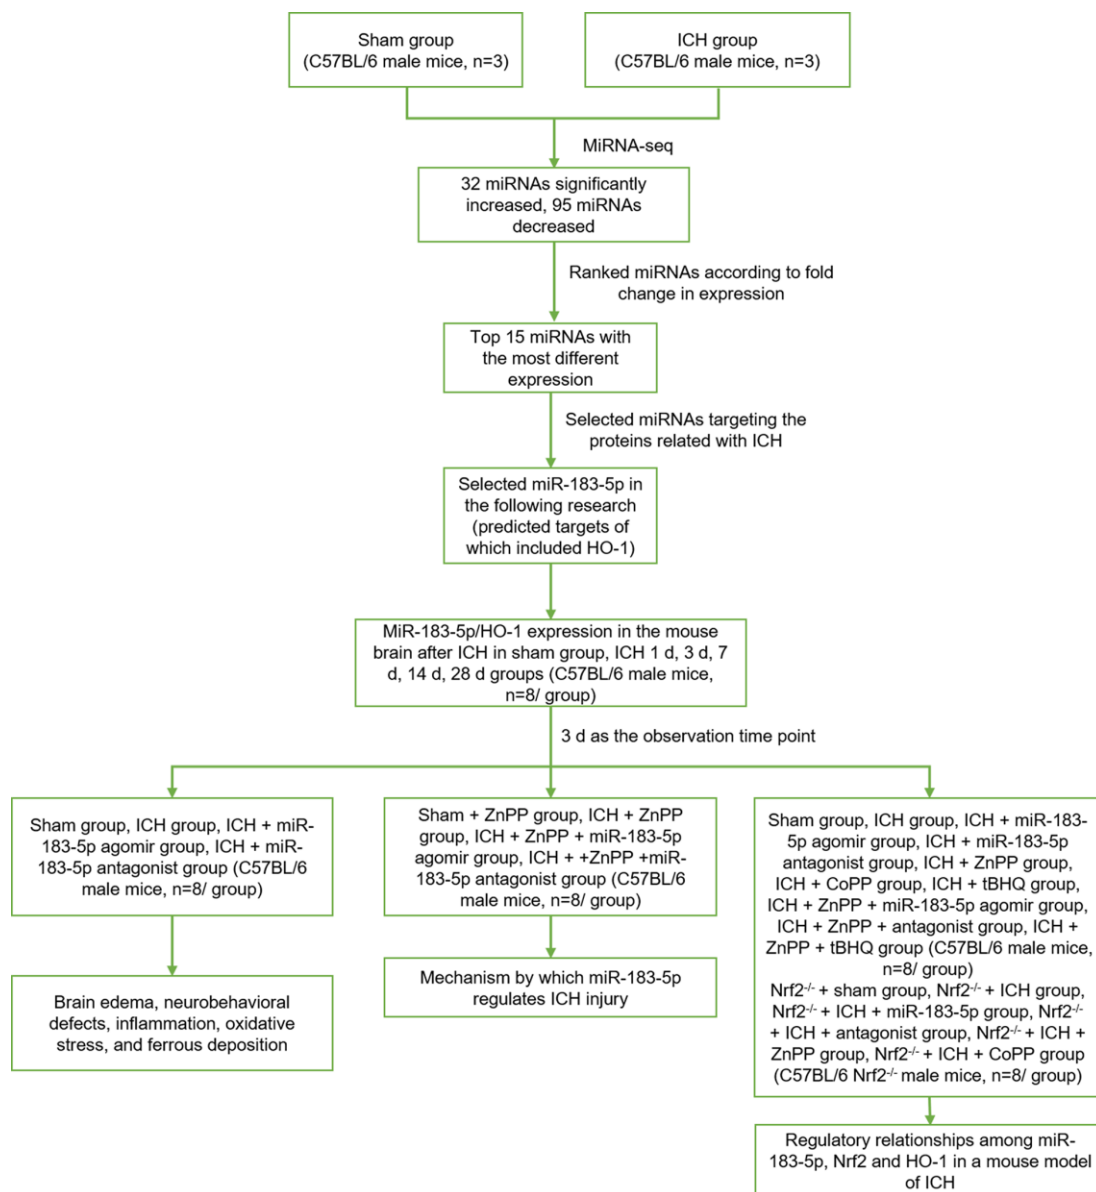 Sham group
(C57BL/6 male mice, n=3)
ICH group
(C57BL/6 male mice, n=3)
MiRNA-seq
32 miRNAs significantly
increased, 95 miRNAs
decreased
Ranked miRNAs according to fold
change in expression
Top 15 miRNAs with
the most different
expression
Selected miRNAs targeting the
proteins related with ICH
Selected miR-183-5p in
the following research
(predicted targets of
which included HO-1)
MiR-183-5p/HO-1 expression in the mouse
brain after ICH in sham group, ICH 1 d, 3 d, 7
d, 14 d, 28 d groups (C57BL/6 male mice,
n=8/ group)
3 d as the observation time point
Sham group, ICH group, ICH + miR-
183-5p agomir group, ICH + miR-
183-5p antagonist group (C57BL/6
male mice, n=8/ group)
Brain edema, neurobehavioral
defects, inflammation, oxidative
stress, and ferrous deposition
Sham + ZnPP group, ICH + ZnPP
group, ICH + ZnPP + miR-183-5p
agomir group, ICH + +ZnPP +miR-
183-5p antagonist group (C57BL/6
male mice, n=8/ group)
Mechanism by which miR-183-5p
regulates ICH injury
Sham group, ICH group, ICH + miR-183-
5p agomir group, ICH + miR-183-5p
antagonist group, ICH + ZnPP group,
ICH + CoPP group, ICH + tBHQ group,
ICH + ZnPP + miR-183-5p agomir group,
ICH + ZnPP + antagonist group, ICH +
ZnPP + tBHQ group (C57BL/6 male mice,
n=8/ group)
Nrf2-/- + sham group, Nrf2-/- + ICH group,
Nrf2-/- + ICH + miR-183-5p group, Nrf2-/-
+ ICH + antagonist group, Nrf2-/- + ICH +
ZnPP group, Nrf2-/- + ICH + CoPP group
(C57BL/6 Nrf2-/- male mice, n=8/ group)
Regulatory relationships among miR-
183-5p, Nrf2 and HO-1 in a mouse model
of ICH